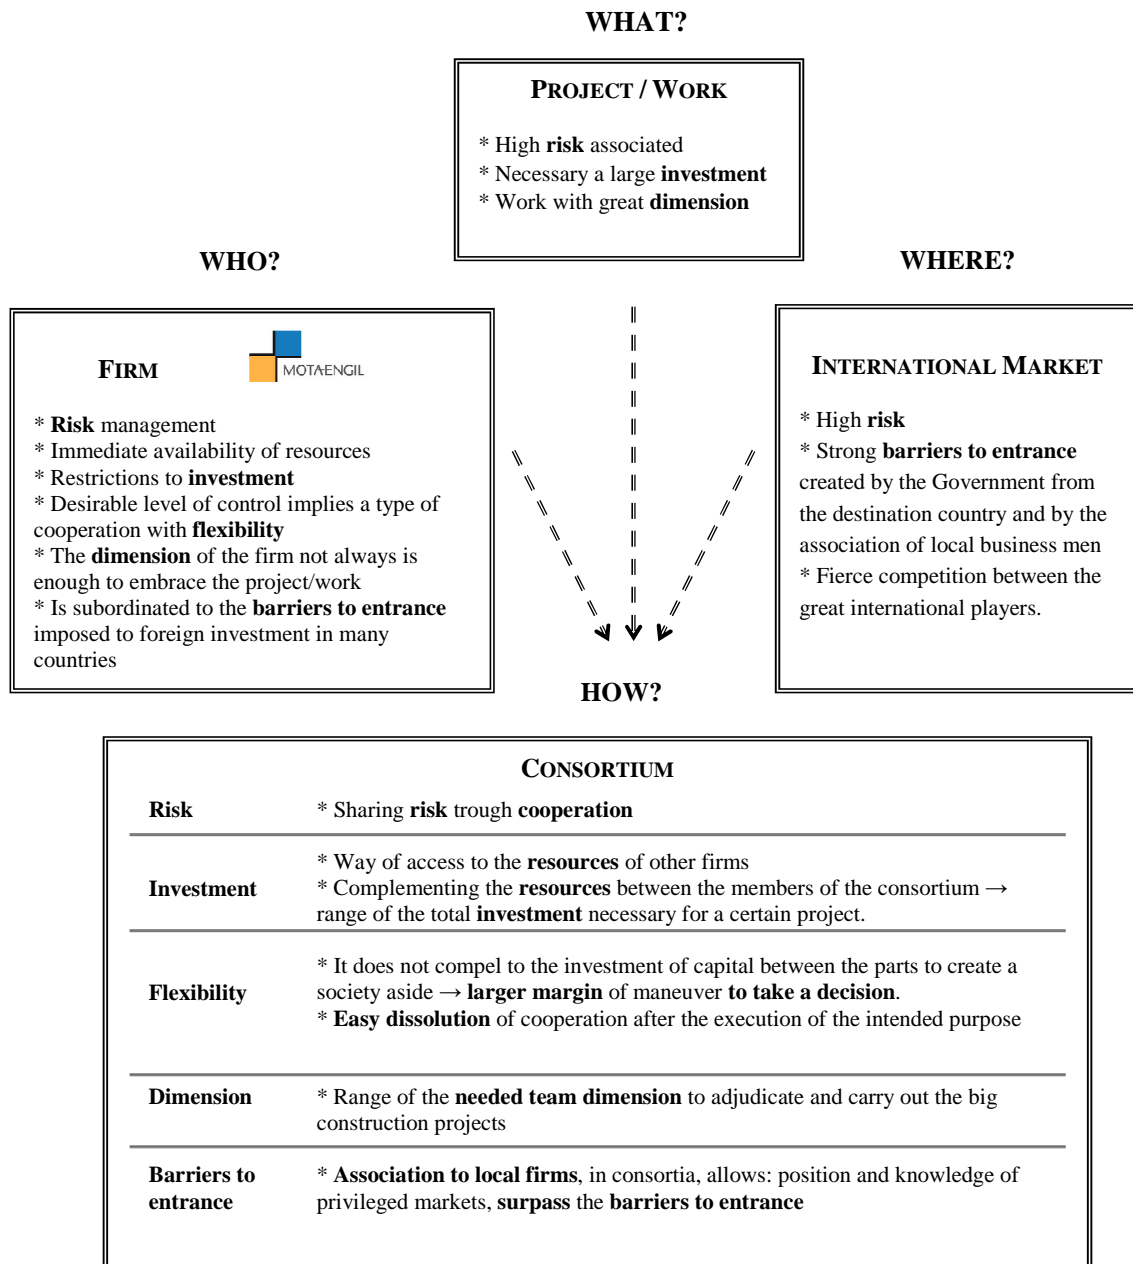 WHAT?
PROJECT / WORK
* High risk associated
* Necessary a large investment
* Work with great dimension
WHO?
WHERE?
FIRM
MOTAENGIL
* Risk management
* Immediate availability of resources
* Restrictions to investment
* Desirable level of control implies a type of
cooperation with flexibility
* The dimension of the firm not always is
enough to embrace the project/work
* Is subordinated to the barriers to entrance
imposed to foreign investment in many
countries
INTERNATIONAL MARKET
* High risk
* Strong barriers to entrance
created by the Government from
the destination country and by the
association of local business men
* Fierce competition between the
great international players.
HOW?
CONSORTIUM
Risk
* Sharing risk trough cooperation
Investment
* Way of access to the resources of other firms
* Complementing the resources between the members of the consortium →
range of the total investment necessary for a certain project.
Flexibility
* It does not compel to the investment of capital between the parts to create a
society aside → larger margin of maneuver to take a decision.
* Easy dissolution of cooperation after the execution of the intended purpose
Dimension
* Range of the needed team dimension to adjudicate and carry out the big
construction projects
Barriers to
entrance
* Association to local firms, in consortia, allows: position and knowledge of
privileged markets, surpass the barriers to entrance